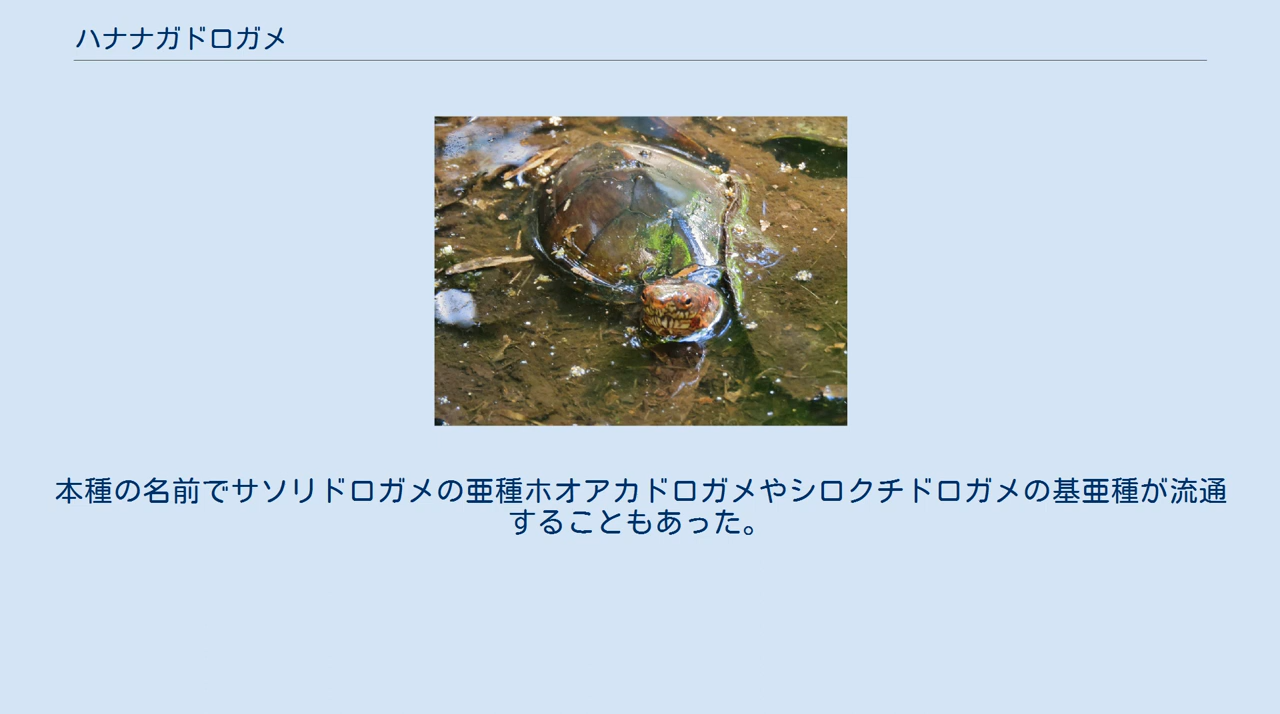 ハナナガドロガメ
本種の名前でサソリドロガメの亜種ホオアカドロガメやシロクチドロガメの基亜種が流通
することもあった。